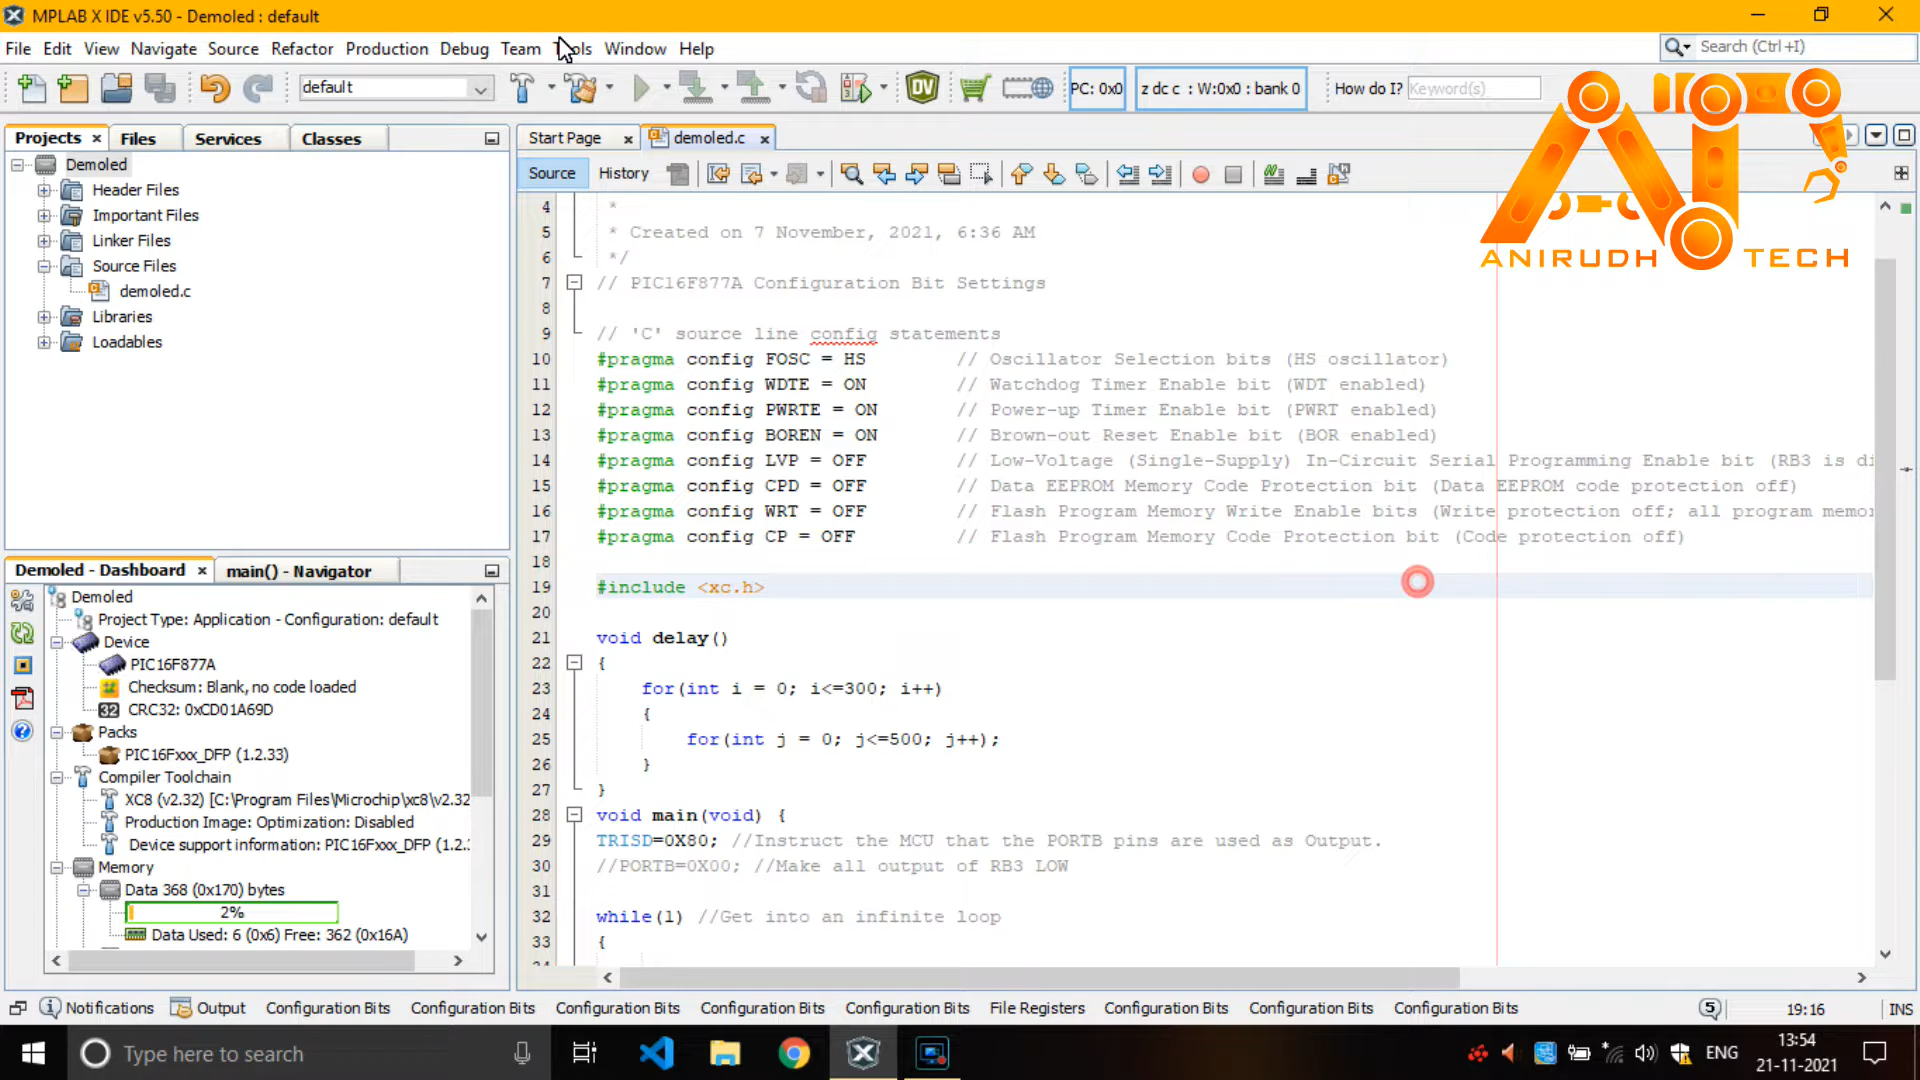 MPLAB X IDE v5.50 - Demoled : default
File Edit View Navigate Source Refactor Production Debug Team Tools Window Help
Search (Ctrl+I)
default
PC: 0x0
z dc c : W:0x0 : bank 0
How do I?
Keyword(s)
Projects
Files
Services
Classes
Demoled
Header Files
Important Files
Linker Files
Source Files
demoled.c
Libraries
Loadables
Demoled - Dashboard
main() - Navigator
Demoled
Project Type: Application - Configuration: default
Device
PIC16F877A
Checksum: Blank, no code loaded
32 CRC32: 0xCD01A69D
Packs
PIC16Fxxx_DFP (1.2.33)
Compiler Toolchain
XC8 (v2.32) [C:\Program Files\Microchip\xc8\v2.32
Production Image: Optimization: Disabled
Device support information: PIC16Fxxx_DFP (1.2.
Memory
Data 368 (0x170) bytes
2%
Data Used: 6 (0x6) Free: 362 (0x16A)
Start Page
demoled.c
Source
History
ANIRUDH TECH
4 *
5 * Created on 7 November, 2021, 6:36 AM
6 */
7 // PIC16F877A Configuration Bit Settings
8
9 // 'C' source line config statements
10 #pragma config FOSC = HS // Oscillator Selection bits (HS oscillator)
11 #pragma config WDTE = ON // Watchdog Timer Enable bit (WDT enabled)
12 #pragma config PWRTE = ON // Power-up Timer Enable bit (PWRT enabled)
13 #pragma config BOREN = ON // Brown-out Reset Enable bit (BOR enabled)
14 #pragma config LVP = OFF // Low-Voltage (Single-Supply) In-Circuit Serial Programming Enable bit (RB3 is di
15 #pragma config CPD = OFF // Data EEPROM Memory Code Protection bit (Data EEPROM code protection off)
16 #pragma config WRT = OFF // Flash Program Memory Write Enable bits (Write protection off; all program memo
17 #pragma config CP = OFF // Flash Program Memory Code Protection bit (Code protection off)
18
19 #include <xc.h>
20
21 void delay()
22 {
23 for(int i = 0; i<=300; i++)
24 {
25 for(int j = 0; j<=500; j++);
26 }
27 }
28 void main(void) {
29 TRISD=0X80; //Instruct the MCU that the PORTB pins are used as Output.
30 //PORTB=0X00; //Make all output of RB3 LOW
31
32 while(1) //Get into an infinite loop
33 {
Notifications Output Configuration Bits Configuration Bits Configuration Bits Configuration Bits Configuration Bits File Registers Configuration Bits Configuration Bits Configuration Bits
5
19:16
INS
Type here to search
ENG
13:54
21-11-2021